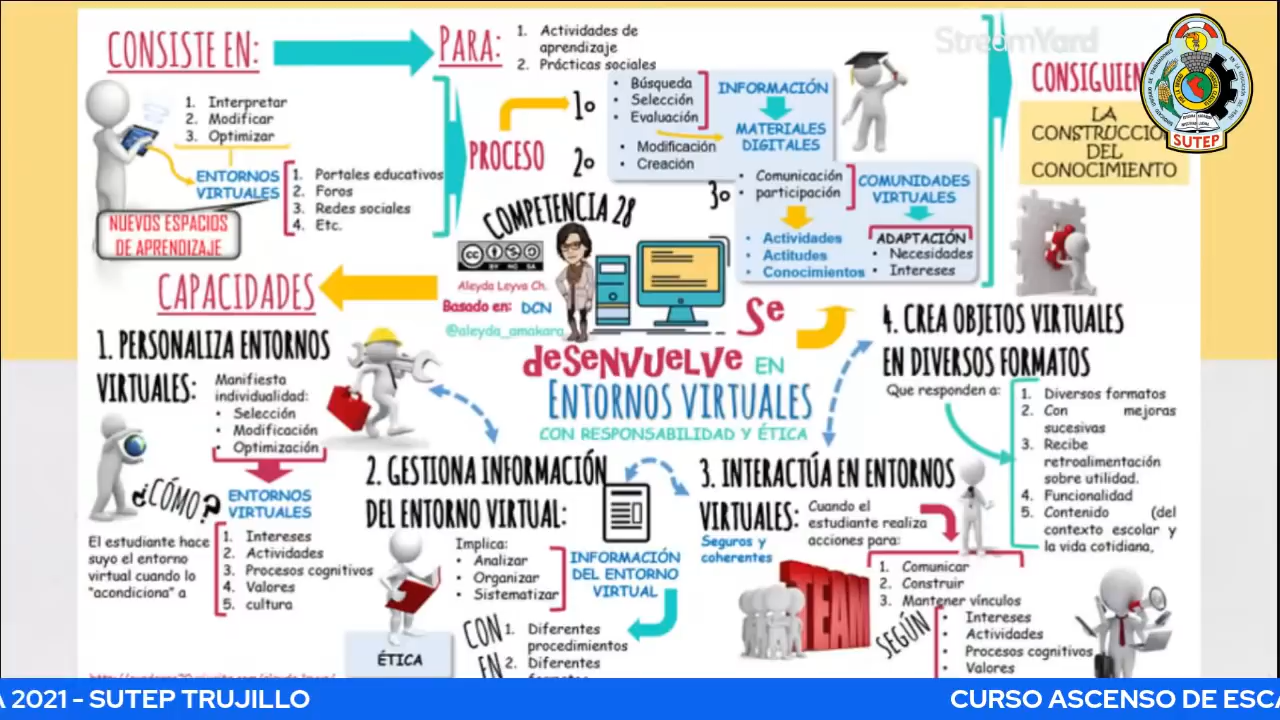 CONSISTE EN:
PARA:
1. Actividades de
aprendizaje
2. Prácticas sociales
StreamYard
1. Interpretar
2. Modificar
3. Optimizar
ENTORNOS
VIRTUALES
1. Portales educativos
2. Foros
3. Redes sociales
4. Etc.
NUEVOS ESPACIOS
DE APRENDIZAJE
PROCESO
1º
• Búsqueda
• Selección
• Evaluación
INFORMACIÓN
MATERIALES
DIGITALES
2º
• Modificación
• Creación
3º
• Comunicación
• participación
COMUNIDADES
VIRTUALES
• Actividades
• Actitudes
• Conocimientos
ADAPTACIÓN
• Necesidades
• Intereses
CONSIGUIEN
LA
CONSTRUCCIO
DEL
CONOCIMIENTO
SUTEP
COMPETENCIA 28
CC BY NC SA
Aleyda Leyva Ch.
Basado en: DCN
@aleyda_amakara
Se
deSeNVUeLVe EN
ENTORNOS VIRTUALES
CON RESPONSABILIDAD Y ÉTICA
CAPACIDADES
1. PERSONALIZA ENTORNOS
VIRTUALES:
Manifiesta
individualidad:
• Selección
• Modificación
• Optimización
¿CÓMO?
ENTORNOS
VIRTUALES
El estudiante hace
suyo el entorno
virtual cuando lo
"acondiciona" a
1. Intereses
2. Actividades
3. Procesos cognitivos
4. Valores
5. cultura
2. GESTIONA INFORMACIÓN
DEL ENTORNO VIRTUAL:
Implica:
• Analizar
• Organizar
• Sistematizar
INFORMACIÓN
DEL ENTORNO
VIRTUAL
ÉTICA
CON
EN
1. Diferentes
procedimientos
2. Diferentes
3. INTERACTÚA EN ENTORNOS
VIRTUALES:
Seguros y
coherentes
Cuando el
estudiante realiza
acciones para:
TEAM
1. Comunicar
2. Construir
3. Mantener vínculos
SEGÚN
• Intereses
• Actividades
• Procesos cognitivos
• Valores
4. CREA OBJETOS VIRTUALES
EN DIVERSOS FORMATOS
Que responden a:
1. Diversos formatos
2. Con mejoras
sucesivas
3. Recibe
retroalimentación
sobre utilidad.
4. Funcionalidad
5. Contenido (del
contexto escolar y
la vida cotidiana,
A 2021 - SUTEP TRUJILLO
CURSO ASCENSO DE ESCA